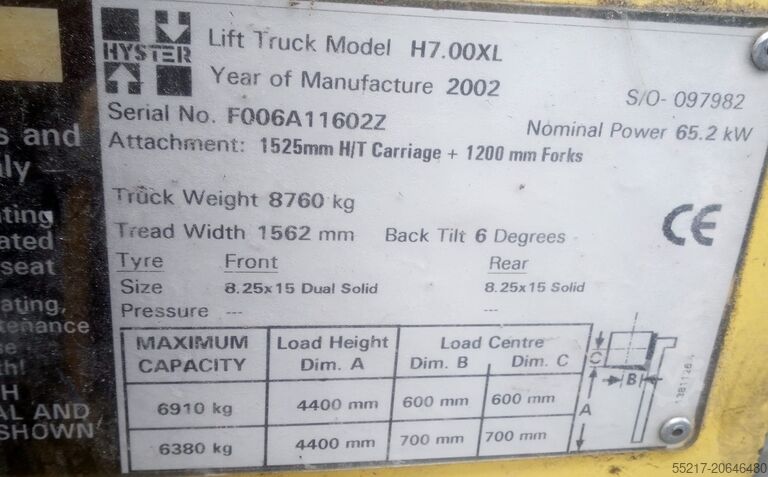 HYSTER
Lift Truck Model H7.00XL
Year of Manufacture 2002
S/O- 097982
Serial No. F006A11602Z
Nominal Power 65.2 kW
Attachment: 1525mm H/T Carriage + 1200 mm Forks
Truck Weight 8760 kg
Tread Width 1562 mm Back Tilt 6 Degrees
CE
Tyre Front Rear
Size 8.25x15 Dual Solid 8.25x15 Solid
Pressure --- ---
MAXIMUM CAPACITY Load Height Dim. A Load Centre Dim. B Dim. C
6910 kg 4400 mm 600 mm 600 mm
6380 kg 4400 mm 700 mm 700 mm
C
B
A
s and
ly
ating
ated
seat
ating,
tenance
se
th!
H
AL AND
SHOWN
55217-20646480